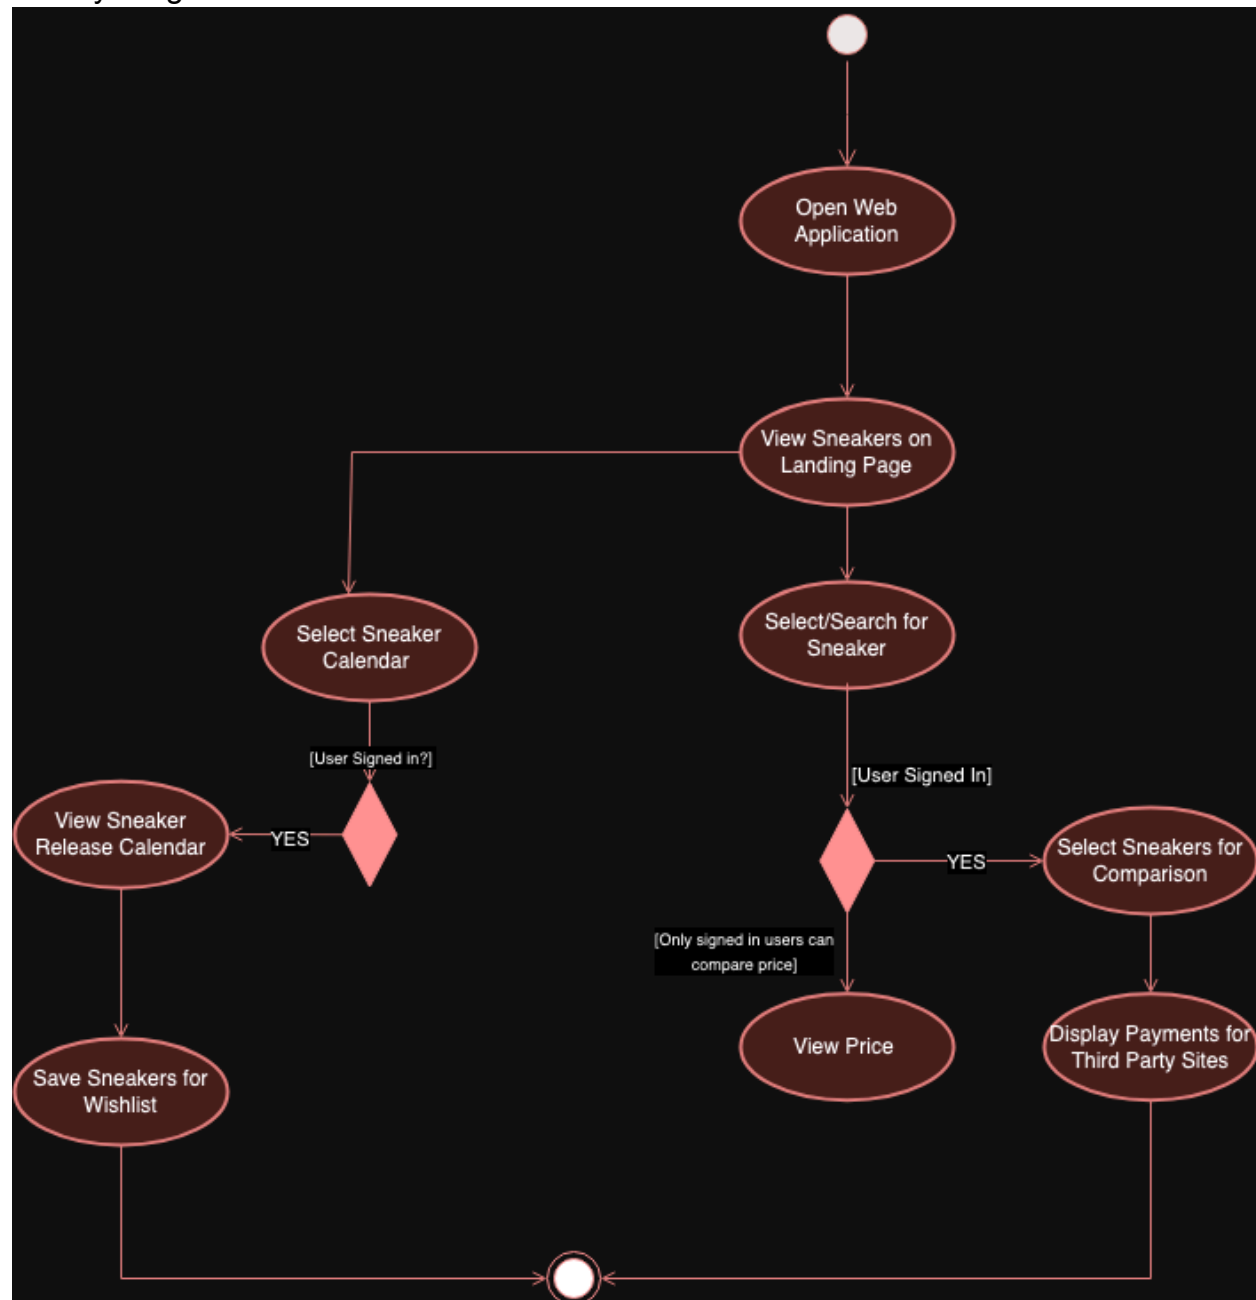 Open Web
Application
View Sneakers on
Landing Page
Select Sneaker
Calendar
Select/Search for
Sneaker
[User Signed in?]
[User Signed In]
View Sneaker
Release Calendar
YES
YES
Select Sneakers for
Comparison
[Only signed in users can
compare price]
View Price
Display Payments for
Third Party Sites
Save Sneakers for
Wishlist